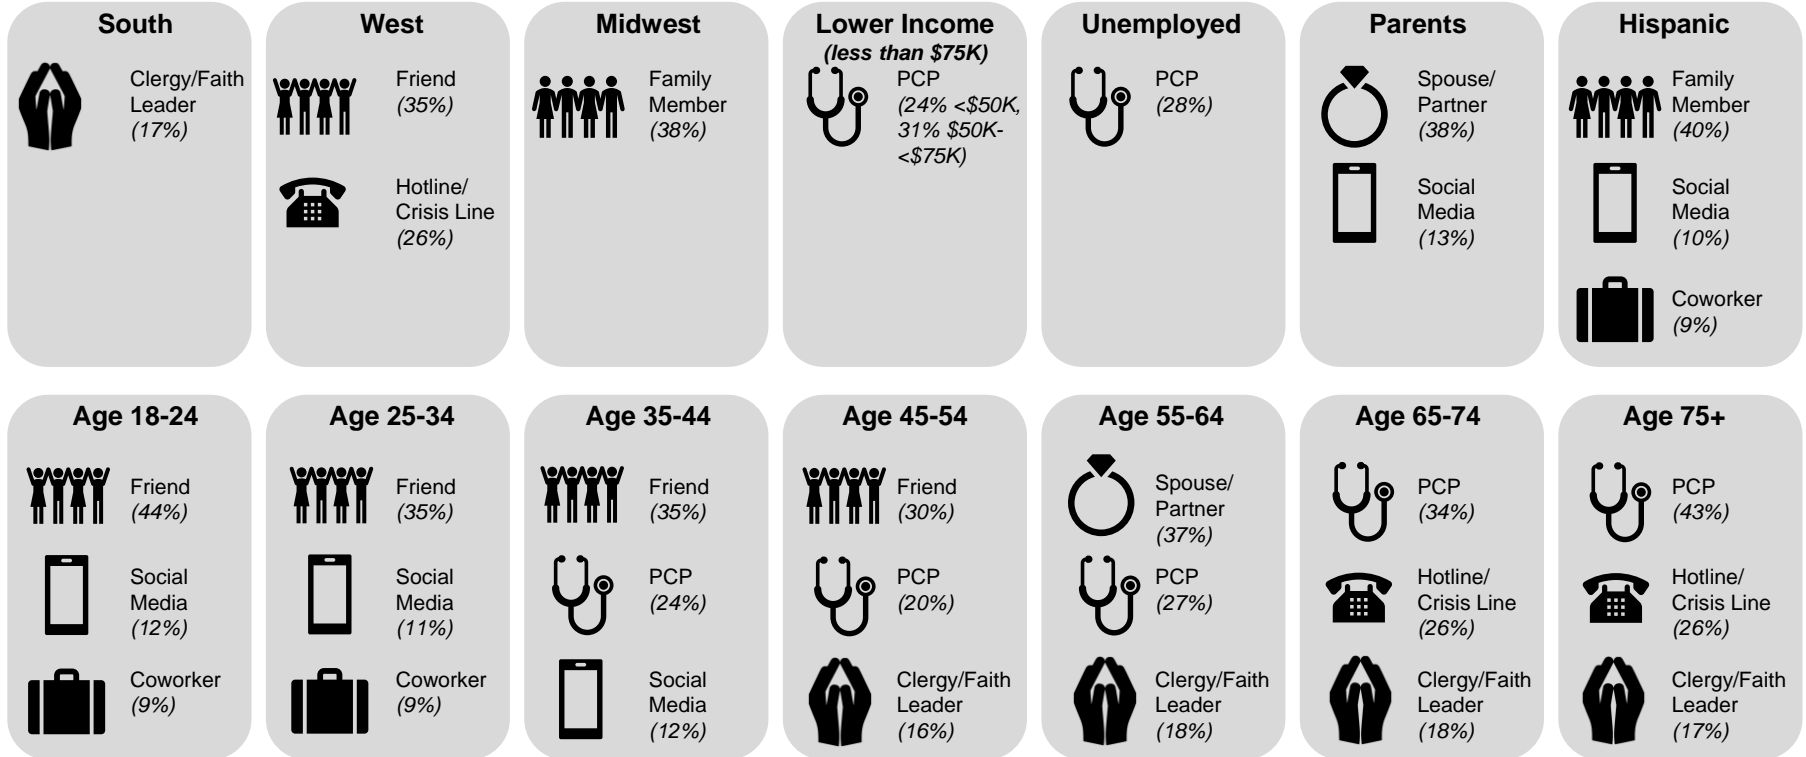 South
Clergy/Faith
Leader
(17%)
West
Friend
(35%)
Hotline/
Crisis Line
(26%)
Midwest
Family
Member
(38%)
Lower Income
(less than $75K)
PCP
(24% <$50K,
31% $50K-
<$75K)
Unemployed
PCP
(28%)
Parents
Spouse/
Partner
(38%)
Social
Media
(13%)
Hispanic
Family
Member
(40%)
Social
Media
(10%)
Coworker
(9%)
Age 18-24
Friend
(44%)
Social
Media
(12%)
Coworker
(9%)
Age 25-34
Friend
(35%)
Social
Media
(11%)
Coworker
(9%)
Age 35-44
Friend
(35%)
PCP
(24%)
Social
Media
(12%)
Age 45-54
Friend
(30%)
PCP
(20%)
Clergy/Faith
Leader
(16%)
Age 55-64
Spouse/
Partner
(37%)
PCP
(27%)
Clergy/Faith
Leader
(18%)
Age 65-74
PCP
(34%)
Hotline/
Crisis Line
(26%)
Clergy/Faith
Leader
(18%)
Age 75+
PCP
(43%)
Hotline/
Crisis Line
(26%)
Clergy/Faith
Leader
(17%)